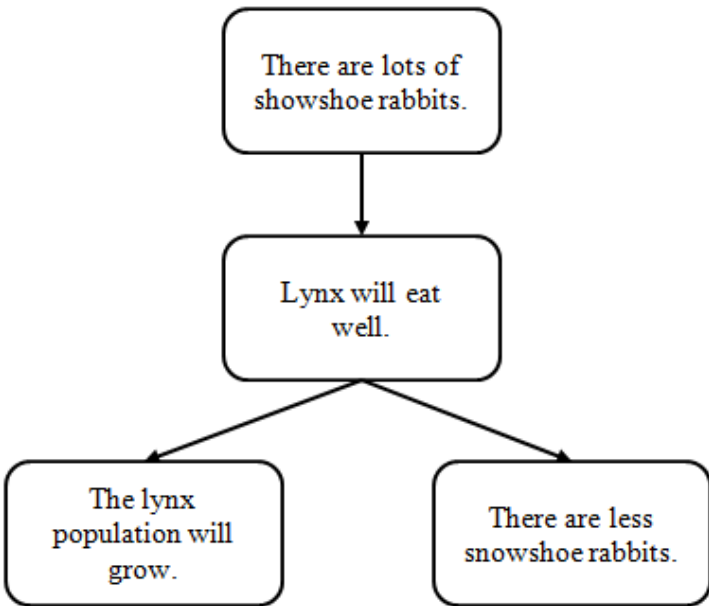 There are lots of
showshoe rabbits.
Lynx will eat
well.
The lynx
population will
grow.
There are less
snowshoe rabbits.